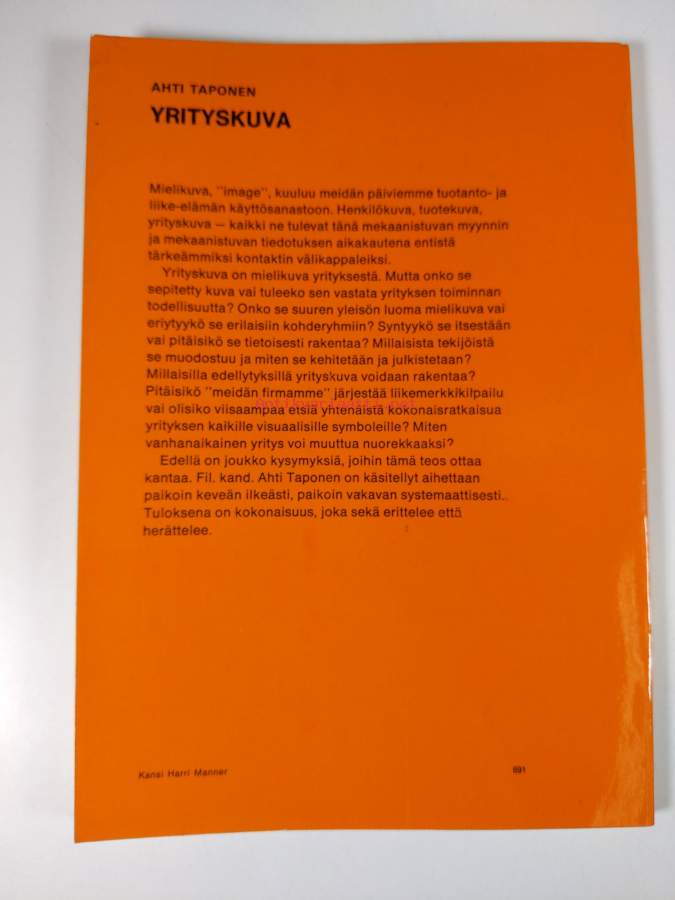 AHTI TAPONEN
YRITYSKUVA
Mielikuva, "image", kuuluu meidän päiviemme tuotanto- ja
liike-elämän käyttösanastoon. Henkilökuva, tuotekuva,
yrityskuva — kaikki ne tulevat tänä mekaanistuvan myynnin
ja mekaanistuvan tiedotuksen aikakautena entistä
tärkeämmiksi kontaktin välikappaleiksi.
Yrityskuva on mielikuva yrityksestä. Mutta onko se
sepitetty kuva vai tuleeko sen vastata yrityksen toiminnan
todellisuutta? Onko se suuren yleisön luoma mielikuva vai
eriytyykö se erilaisiin kohderyhmiin? Syntyykö se itsestään
vai pitäisikö se tietoisesti rakentaa? Millaisista tekijöistä
se muodostuu ja miten se kehitetään ja julkistetaan?
Millaisilla edellytyksillä yrityskuva voidaan rakentaa?
Pitäisikö "meidän firmamme" järjestää liikemerkkikilpailu
vai olisiko viisaampaa etsiä yhtenäistä kokonaisratkaisua
yrityksen kaikille visuaalisille symboleille? Miten
vanhanaikainen yritys voi muuttua nuorekkaaksi?
Edellä on joukko kysymyksiä, joihin tämä teos ottaa
kantaa. Fil. kand. Ahti Taponen on käsitellyt aihettaan
paikoin keveän ilkeästi, paikoin vakavan systemaattisesti.
Tuloksena on kokonaisuus, joka sekä erittelee että
herättelee.
Kansi Harri Manner
691